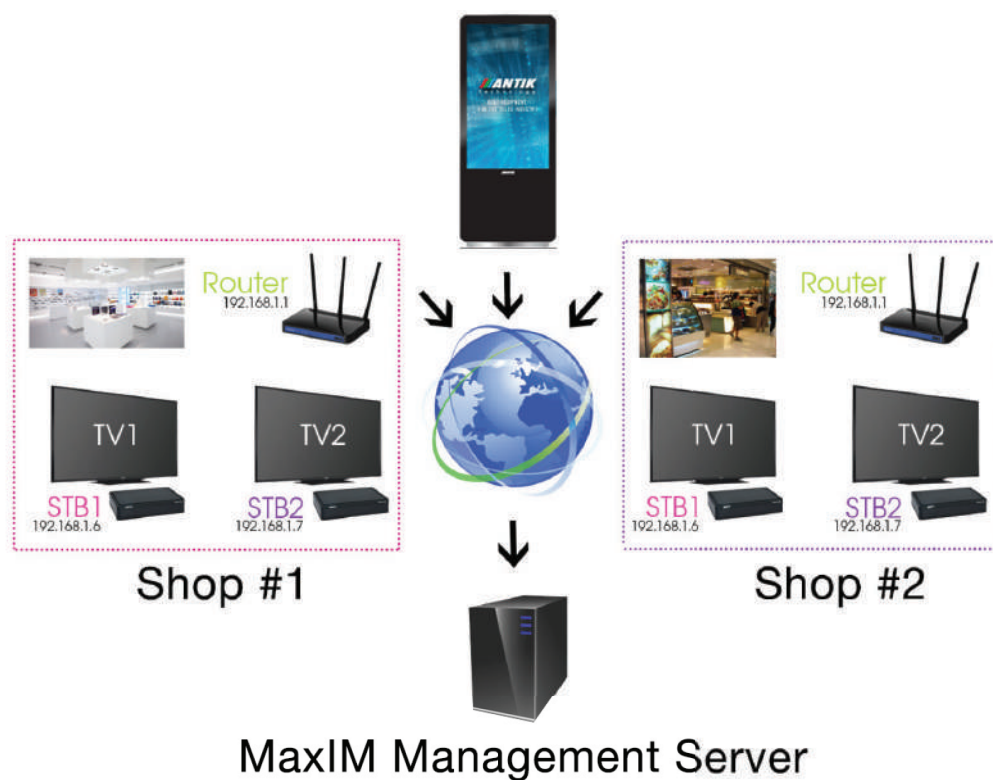 ANTIK
Technology
Router
192.168.1.1
TV1
TV2
STB1
192.168.1.6
STB2
192.168.1.7
Shop #1
Router
192.168.1.1
TV1
TV2
STB1
192.168.1.6
STB2
192.168.1.7
Shop #2
MaxIM Management Server